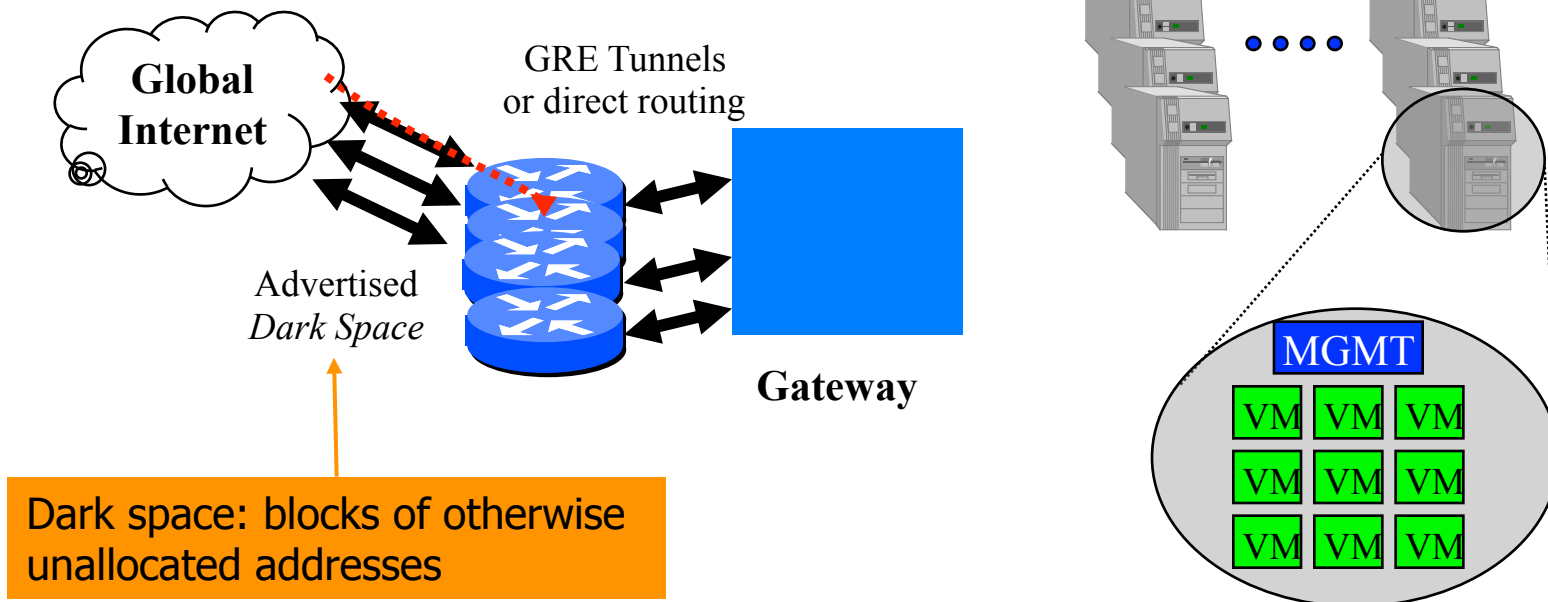 Global
Internet
GRE Tunnels
or direct routing
Advertised
Dark Space
Gateway
Dark space: blocks of otherwise
unallocated addresses
MGMT
VM VM VM
VM VM VM
VM VM VM